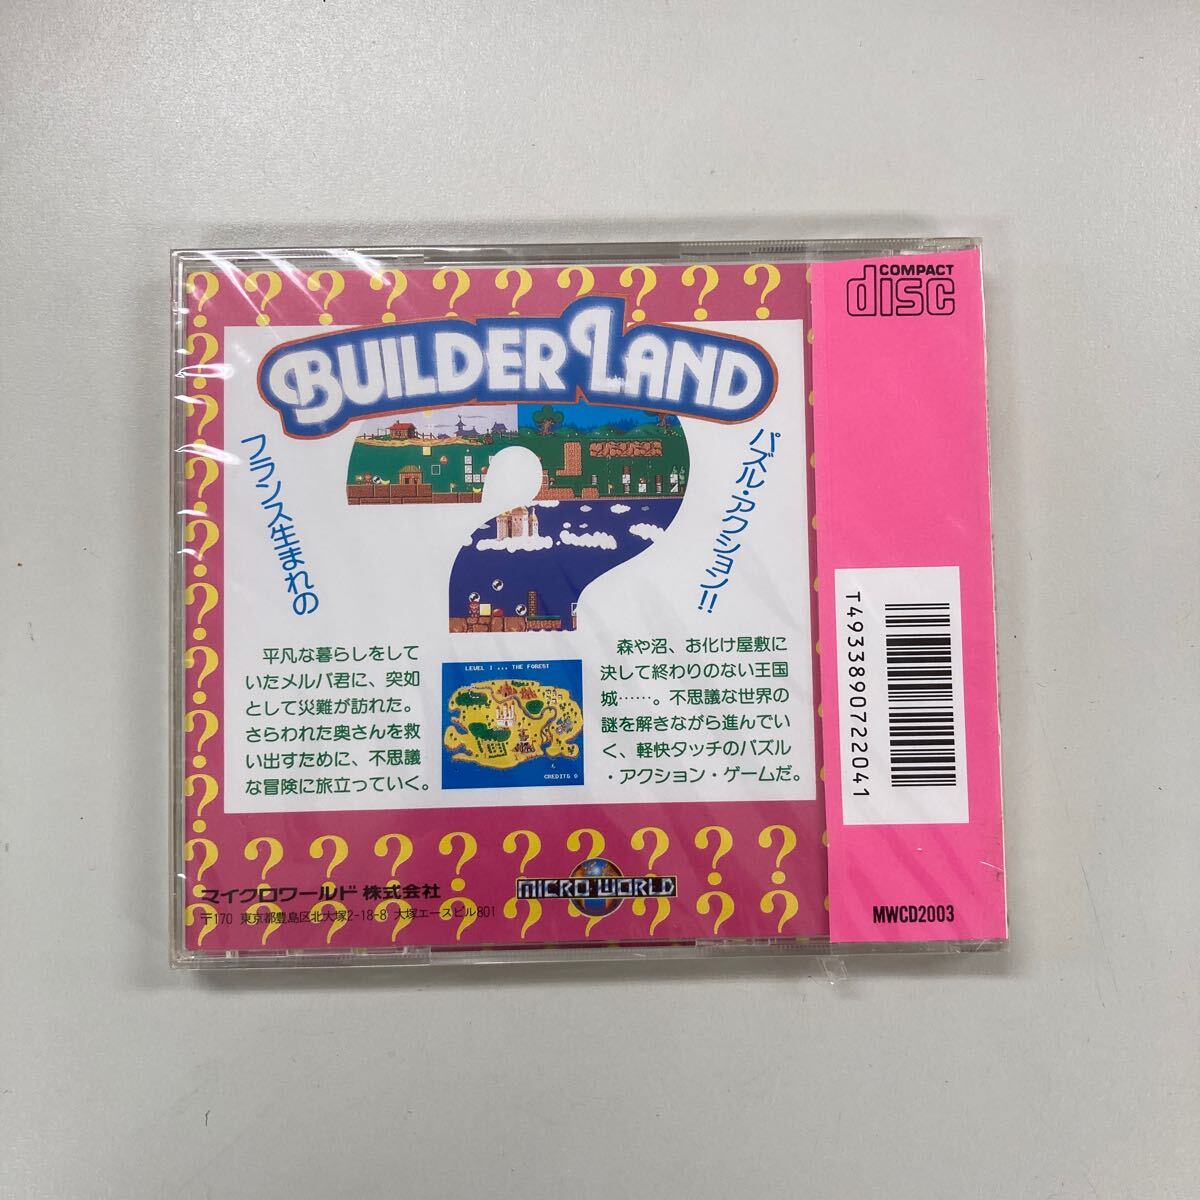 BUILDER LAND
フランス生まれの
パズル・アクション!!
平凡な暮らしをして
いたメルバ君に、突如
として災難が訪れた。
さらわれた奥さんを救
い出すために、不思議
な冒険に旅立っていく。
LEVEL 1 ... THE FOREST
CREDITS 0
森や沼、お化け屋敷に
決して終わりのない王国
城……。不思議な世界の
謎を解きながら進んでい
く、軽快タッチのパズル
・アクション・ゲームだ。
マイクロワールド 株式会社
〒170 東京都豊島区北大塚2-18-8 大塚エースビル801
MICRO WORLD
COMPACT
disc
T4933890722041
MWCD2003